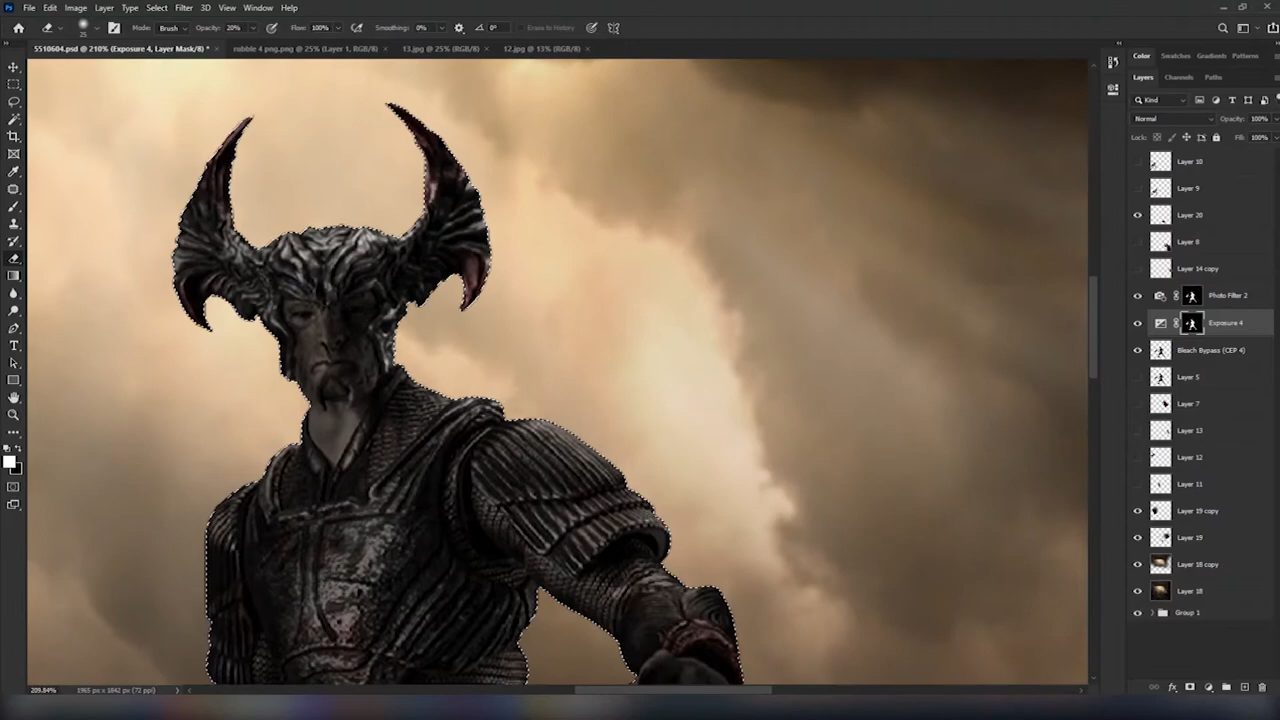 Ps File Edit Image Layer Type Select Filter 3D View Window Help
Mode: Brush Opacity: 20% Flow: 100% Smoothing: 0% 0° Erase to History
25
5510604.psd @ 210% (Exposure 4, Layer Mask/8) * × rubble 4 png.png @ 25% (Layer 1, RGB/8) × 13.jpg @ 25% (RGB/8) × 12.jpg @ 13% (RGB/8) ×
Color Swatches Gradients Patterns
Layers Channels Paths
Kind
Normal Opacity: 100%
Lock: Fill: 100%
Layer 10
Layer 9
Layer 20
Layer 8
Layer 14 copy
Photo Filter 2
Exposure 4
Bleach Bypass (CEP 4)
Layer 5
Layer 7
Layer 13
Layer 12
Layer 11
Layer 19 copy
Layer 19
Layer 18 copy
Layer 18
Group 1
209.84% 1965 px x 1842 px (72 ppi)
fx